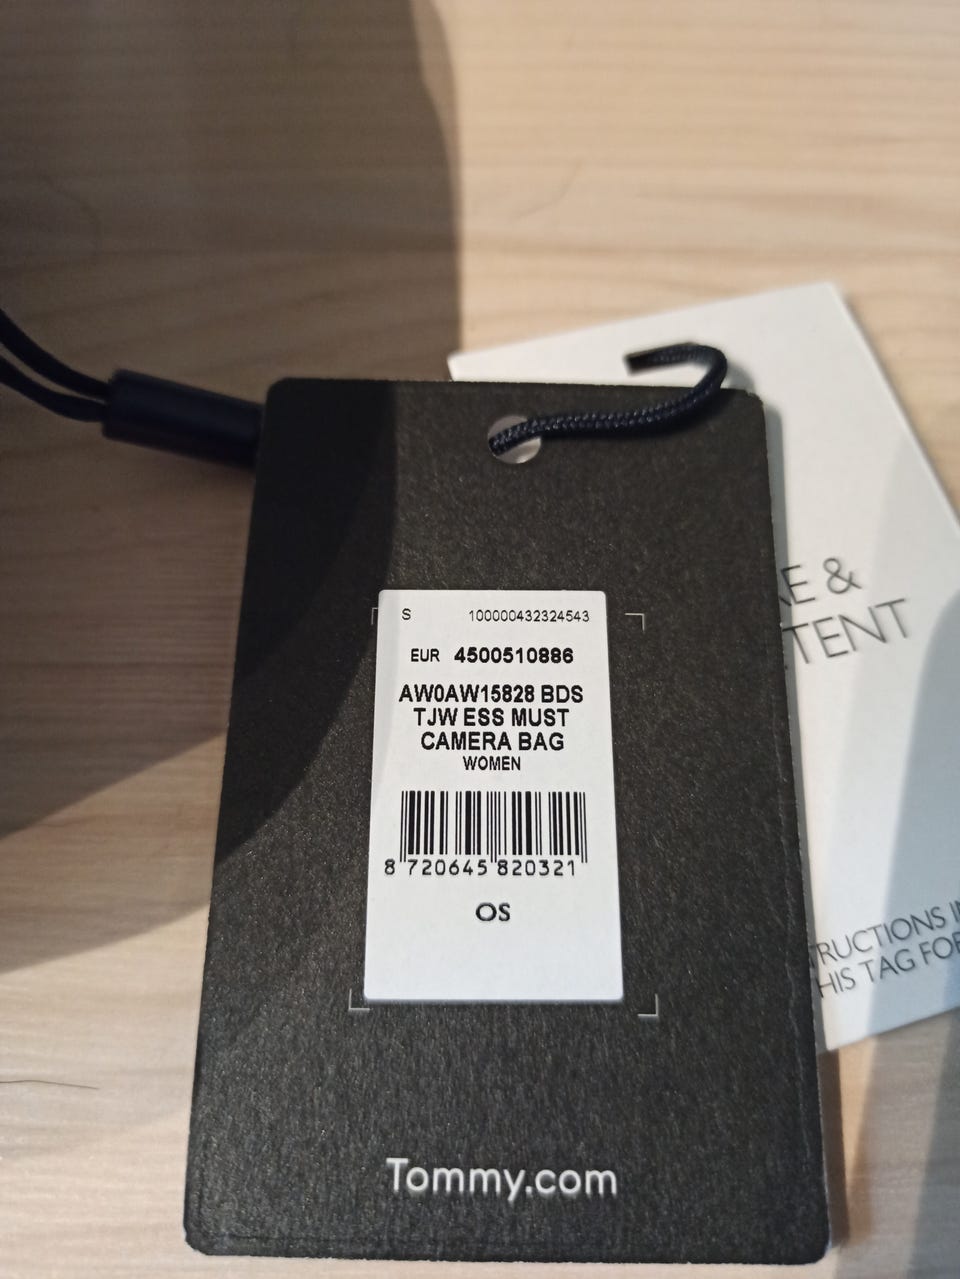 S 100000432324543
EUR 4500510886
AW0AW15828 BDS
TJW ESS MUST
CAMERA BAG
WOMEN
8 720645 820321
OS
Tommy.com
&